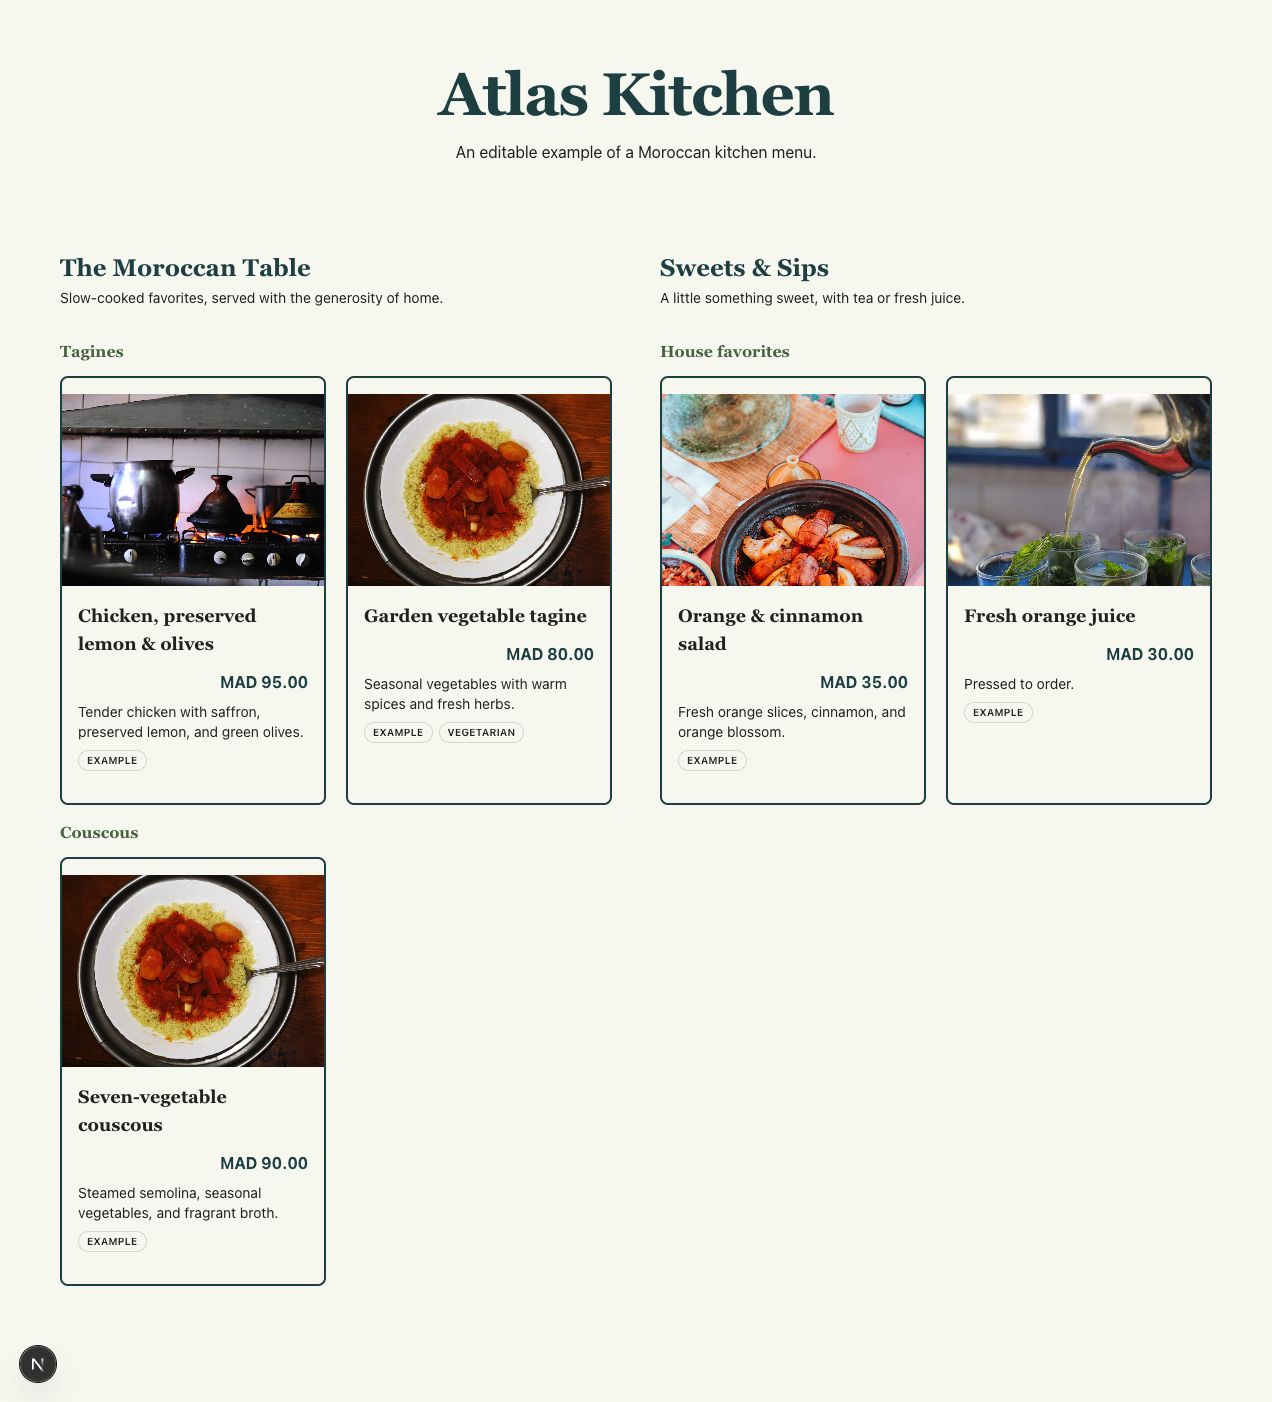 Atlas Kitchen
An editable example of a Moroccan kitchen menu.
The Moroccan Table
Slow-cooked favorites, served with the generosity of home.
Tagines
Chicken, preserved
lemon & olives
MAD 95.00
Tender chicken with saffron,
preserved lemon, and green olives.
EXAMPLE
Garden vegetable tagine
MAD 80.00
Seasonal vegetables with warm
spices and fresh herbs.
EXAMPLE VEGETARIAN
Couscous
Seven-vegetable
couscous
MAD 90.00
Steamed semolina, seasonal
vegetables, and fragrant broth.
EXAMPLE
Sweets & Sips
A little something sweet, with tea or fresh juice.
House favorites
Orange & cinnamon
salad
MAD 35.00
Fresh orange slices, cinnamon, and
orange blossom.
EXAMPLE
Fresh orange juice
MAD 30.00
Pressed to order.
EXAMPLE
N